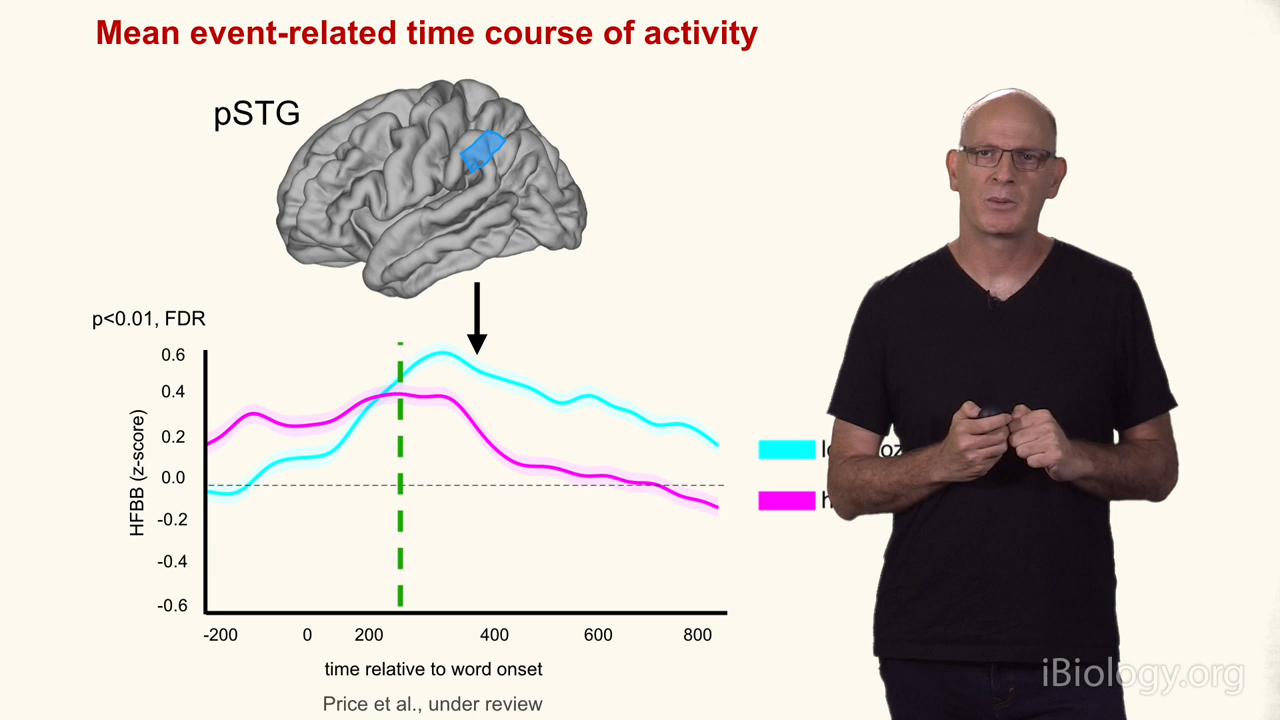 Mean event-related time course of activity
pSTG
p<0.01, FDR
0.6
0.4
0.2
0.0
-0.2
-0.4
-0.6
HFBB (z-score)
-200 0 200 400 600 800
time relative to word onset
Price et al., under review
iBiology.org